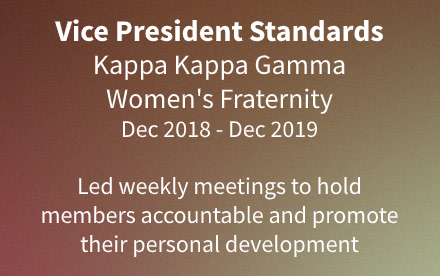 Vice President Standards
Kappa Kappa Gamma
Women's Fraternity
Dec 2018 - Dec 2019
Led weekly meetings to hold
members accountable and promote
their personal development